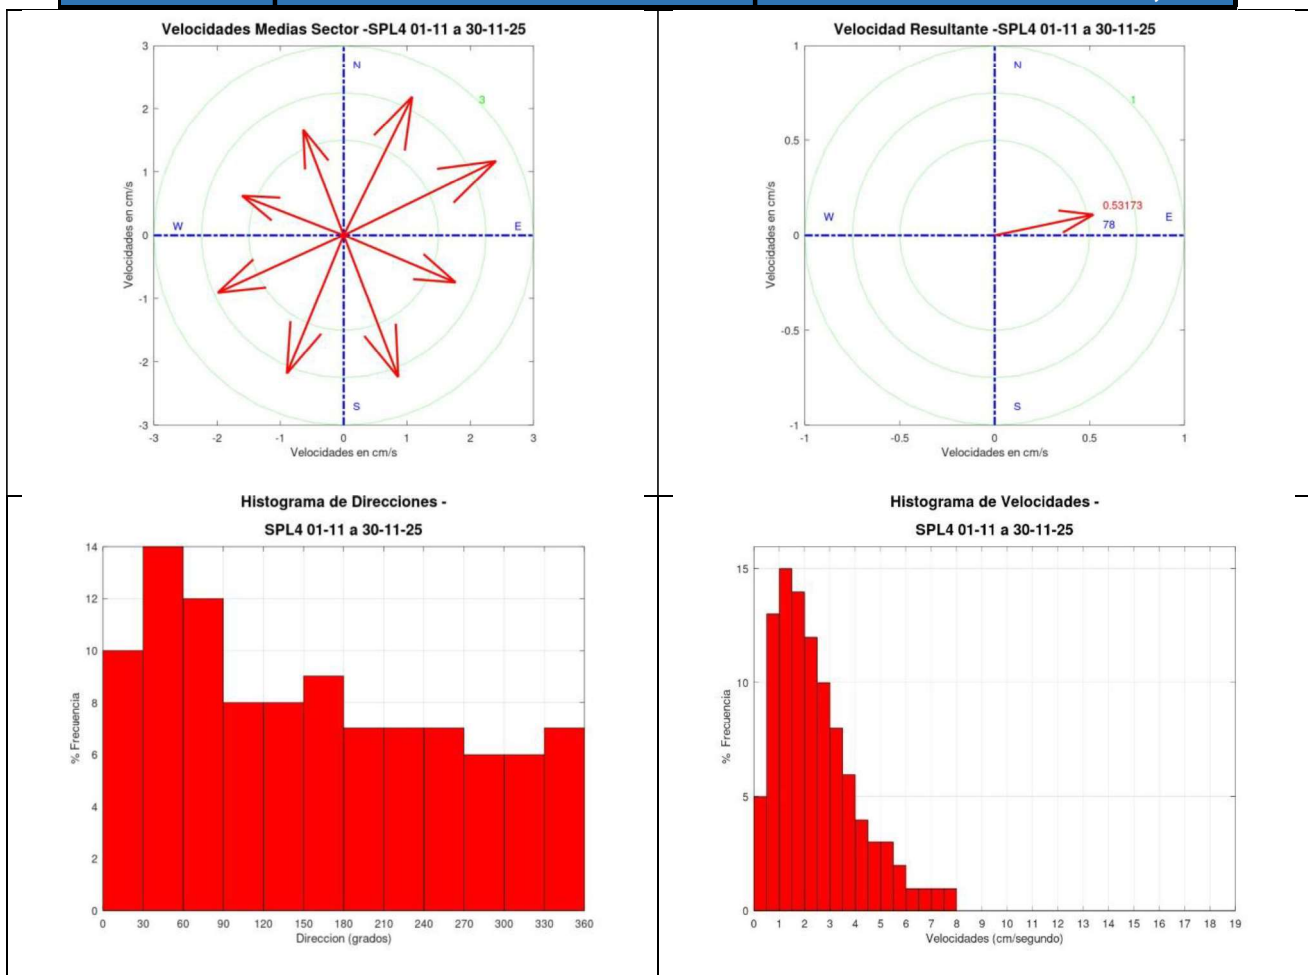 Velocidades Medias Sector -SPL4 01-11 a 30-11-25
3
2
1
0
-1
-2
-3
Velocidades en cm/s
N
3
W
E
S
-3
-2
-1
0
1
2
3
Velocidades en cm/s
Velocidad Resultante -SPL4 01-11 a 30-11-25
1
0.5
0
-0.5
-1
Velocidades en cm/s
N
1
0.53173
W
E
78
S
-1
-0.5
0
0.5
1
Velocidades en cm/s
Histograma de Direcciones -
SPL4 01-11 a 30-11-25
14
12
10
8
6
4
2
0
% Frecuencia
0 30 60 90 120 150 180 210 240 270 300 330 360
Direccion (grados)
Histograma de Velocidades -
SPL4 01-11 a 30-11-25
15
10
5
0
% Frecuencia
0 1 2 3 4 5 6 7 8 9 10 11 12 13 14 15 16 17 18 19
Velocidades (cm/segundo)